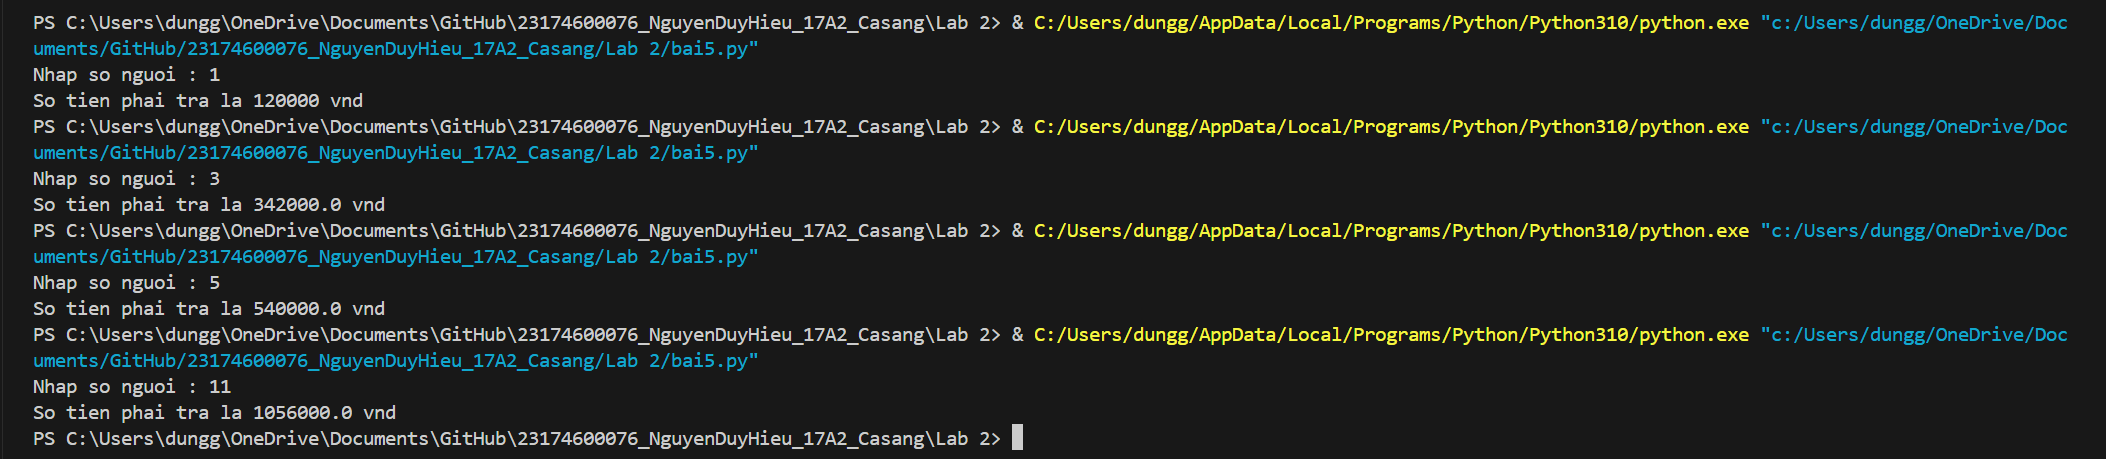 PS C:\Users\dungg\OneDrive\Documents\GitHub\23174600076_NguyenDuyHieu_17A2_Casang\Lab 2> & C:/Users/dungg/AppData/Local/Programs/Python/Python310/python.exe "c:/Users/dungg/OneDrive/Doc
uments/GitHub/23174600076_NguyenDuyHieu_17A2_Casang/Lab 2/bai5.py"
Nhap so nguoi : 1
So tien phai tra la 120000 vnd
PS C:\Users\dungg\OneDrive\Documents\GitHub\23174600076_NguyenDuyHieu_17A2_Casang\Lab 2> & C:/Users/dungg/AppData/Local/Programs/Python/Python310/python.exe "c:/Users/dungg/OneDrive/Doc
uments/GitHub/23174600076_NguyenDuyHieu_17A2_Casang/Lab 2/bai5.py"
Nhap so nguoi : 3
So tien phai tra la 342000.0 vnd
PS C:\Users\dungg\OneDrive\Documents\GitHub\23174600076_NguyenDuyHieu_17A2_Casang\Lab 2> & C:/Users/dungg/AppData/Local/Programs/Python/Python310/python.exe "c:/Users/dungg/OneDrive/Doc
uments/GitHub/23174600076_NguyenDuyHieu_17A2_Casang/Lab 2/bai5.py"
Nhap so nguoi : 5
So tien phai tra la 540000.0 vnd
PS C:\Users\dungg\OneDrive\Documents\GitHub\23174600076_NguyenDuyHieu_17A2_Casang\Lab 2> & C:/Users/dungg/AppData/Local/Programs/Python/Python310/python.exe "c:/Users/dungg/OneDrive/Doc
uments/GitHub/23174600076_NguyenDuyHieu_17A2_Casang/Lab 2/bai5.py"
Nhap so nguoi : 11
So tien phai tra la 1056000.0 vnd
PS C:\Users\dungg\OneDrive\Documents\GitHub\23174600076_NguyenDuyHieu_17A2_Casang\Lab 2>